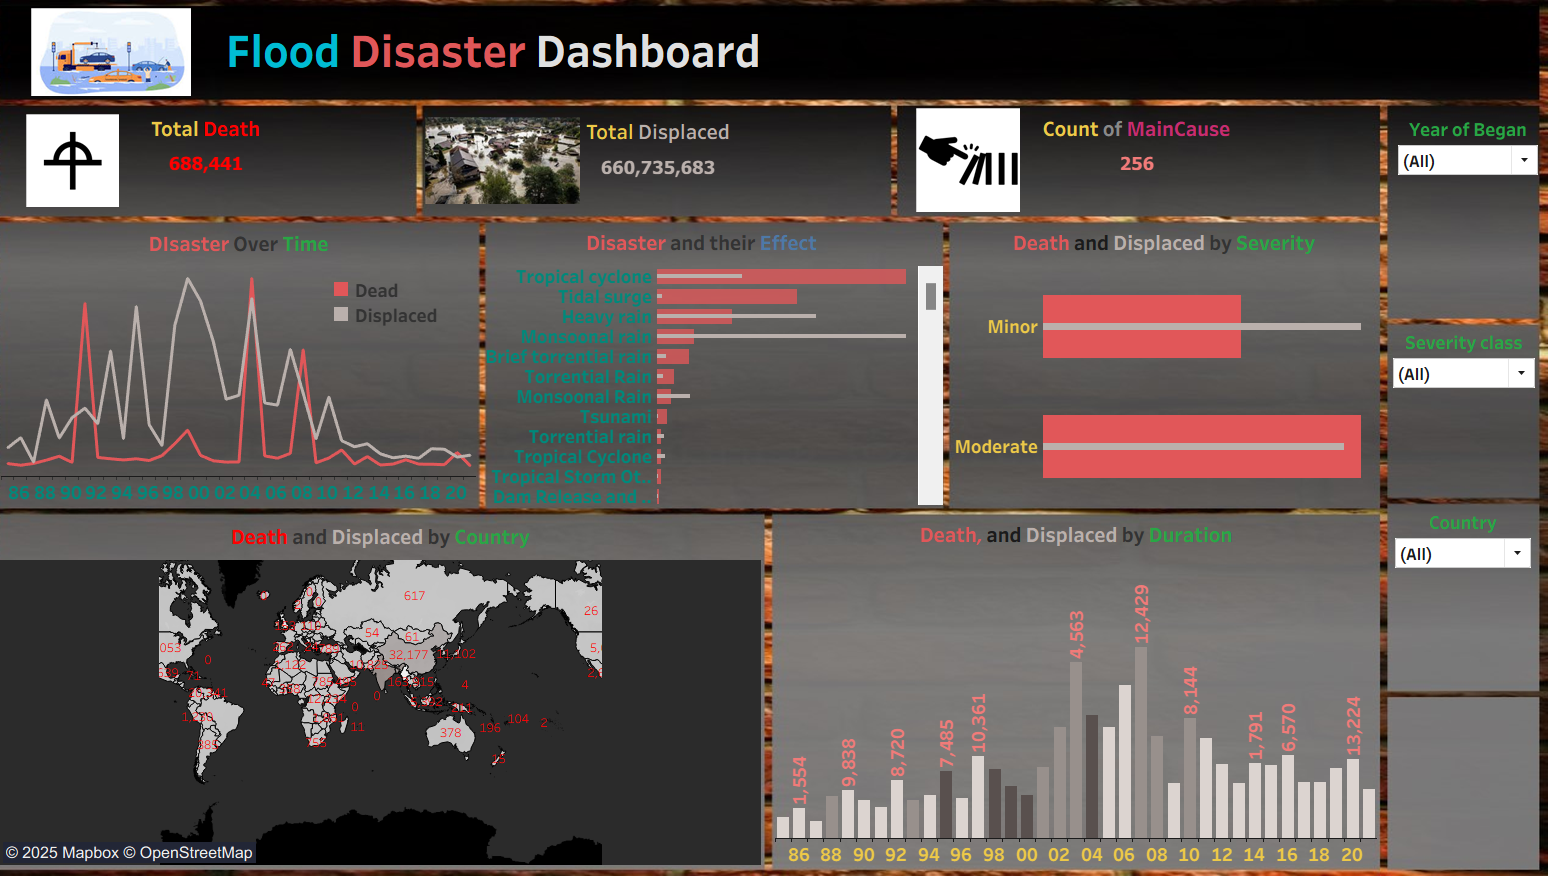 Flood Disaster Dashboard
Total Death
688,441
Total Displaced
660,735,683
Count of MainCause
256
Year of Began
(All)
DIsaster Over Time
Dead
Displaced
86 88 90 92 94 96 98 00 02 04 06 08 10 12 14 16 18 20
Disaster and their Effect
Tropical cyclone
Tidal surge
Heavy rain
Monsoonal rain
Brief torrential rain
Torrential Rain
Monsoonal Rain
Tsunami
Torrential rain
Tropical Cyclone
Tropical Storm Ot..
Dam Release and ..
Death and Displaced by Severity
Minor
Moderate
Severity class
(All)
Country
(All)
Death and Displaced by Country
617
26
54
61
053
32,177
0
4
0
0
11
104
2
196
378
© 2025 Mapbox © OpenStreetMap
Death, and Displaced by Duration
1,554
9,838
8,720
7,485
10,361
4,563
12,429
8,144
1,791
6,570
13,224
86 88 90 92 94 96 98 00 02 04 06 08 10 12 14 16 18 20